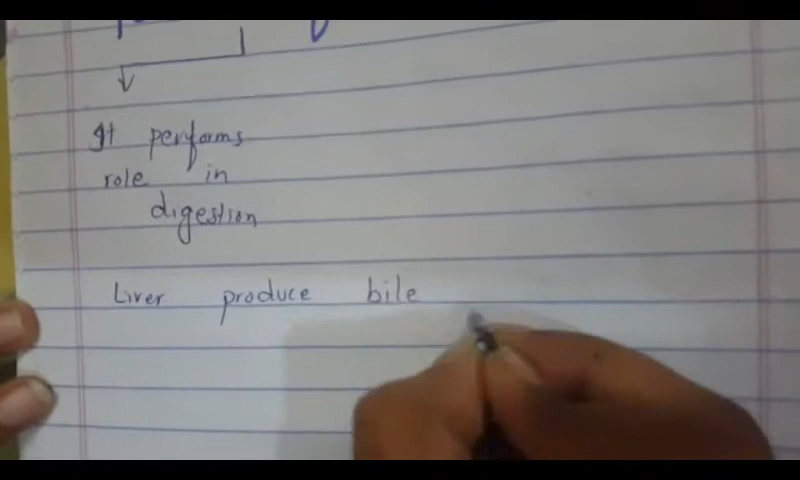 It performs
role in
digestion
Liver produce bile